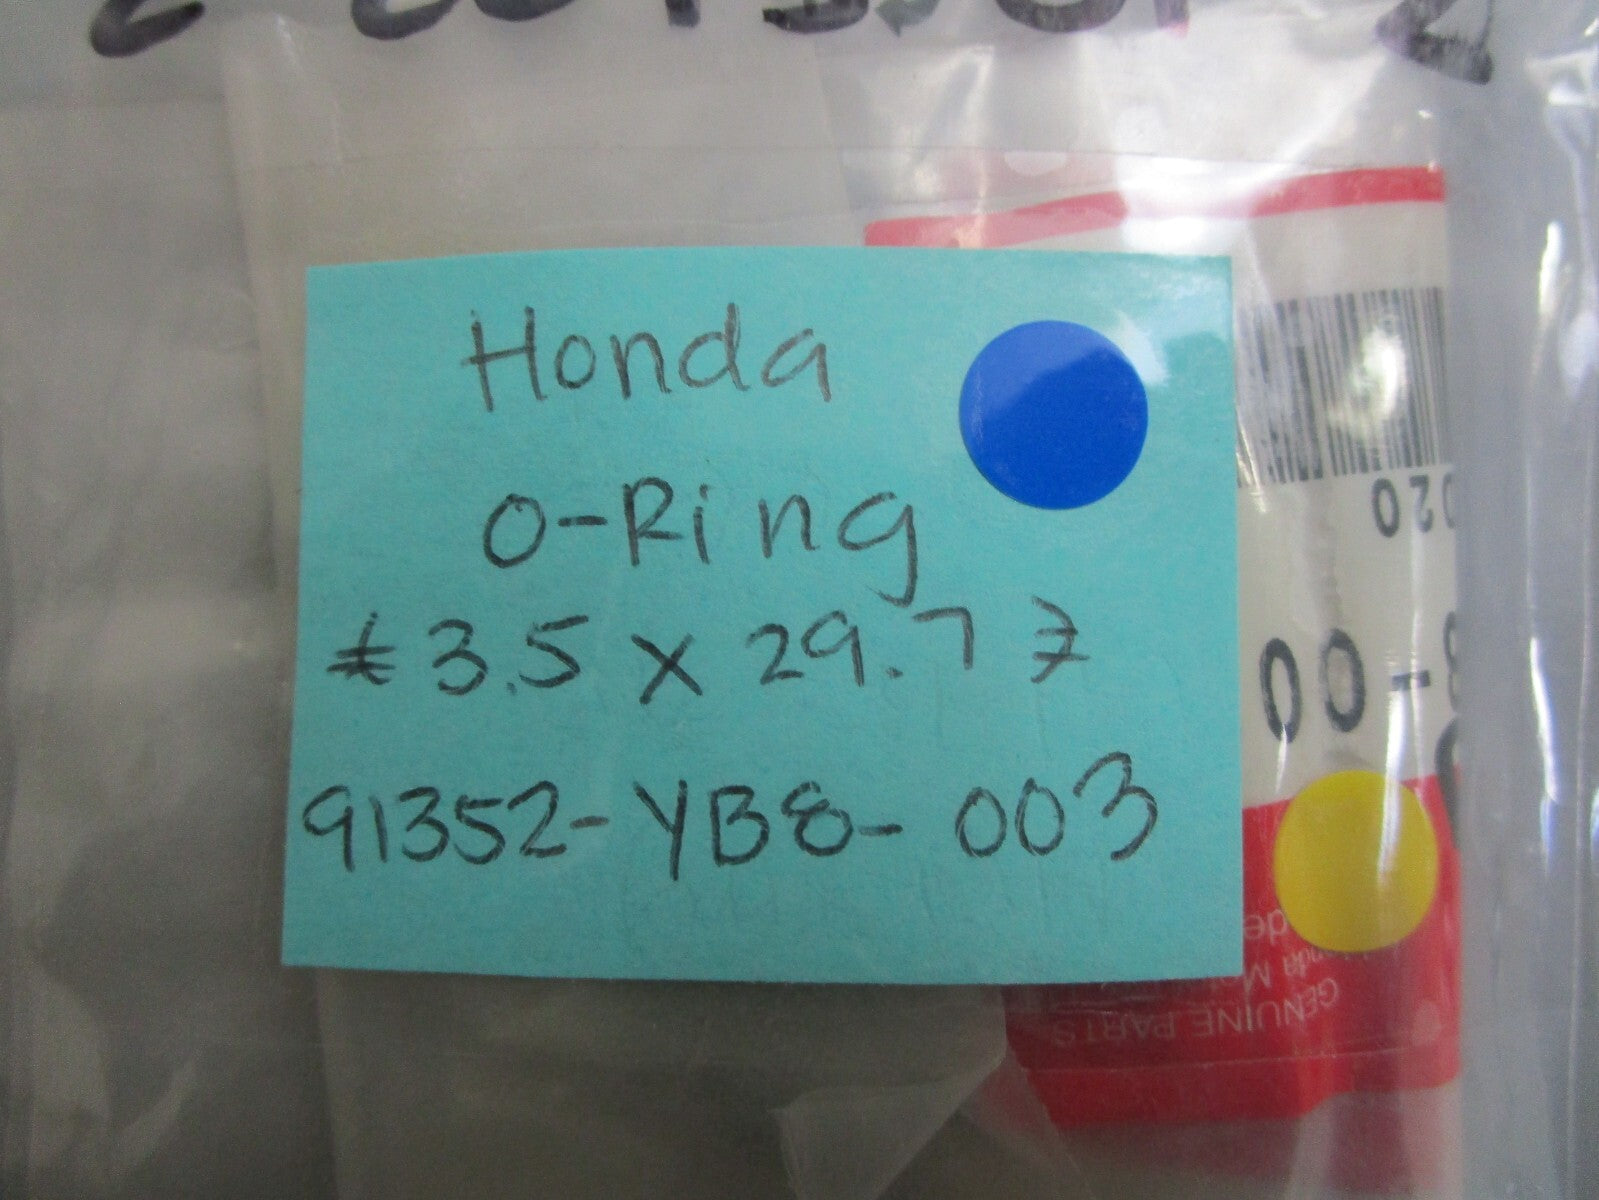 Honda
O-Ring
3.5 X 29.7
91352-YB8-003
020
-00
GENUINE PARTS